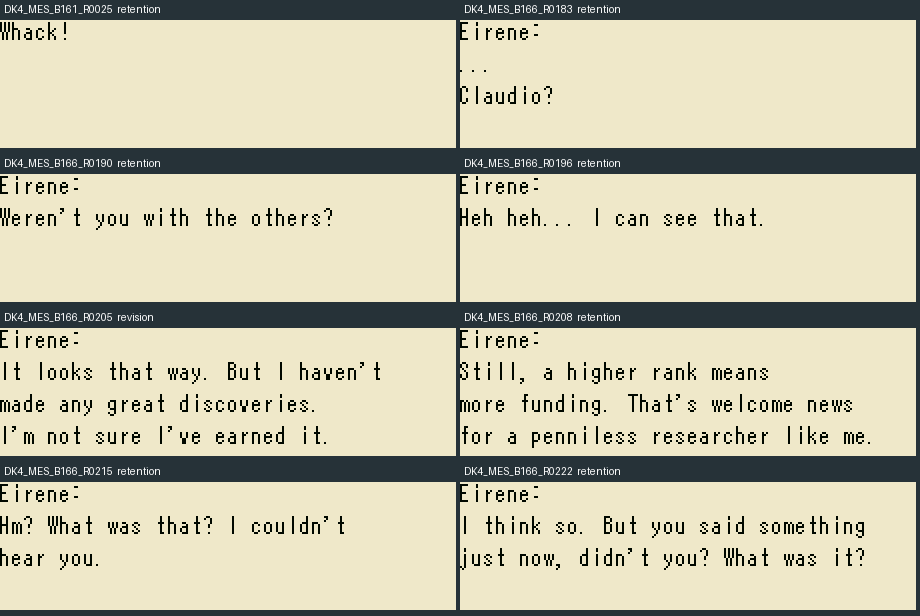 DK4_MES_B161_R0025 retention
Whack!
DK4_MES_B166_R0183 retention
Eirene:
...
Claudio?
DK4_MES_B166_R0190 retention
Eirene:
Weren't you with the others?
DK4_MES_B166_R0196 retention
Eirene:
Heh heh... I can see that.
DK4_MES_B166_R0205 revision
Eirene:
It looks that way. But I haven't
made any great discoveries.
I'm not sure I've earned it.
DK4_MES_B166_R0208 retention
Eirene:
Still, a higher rank means
more funding. That's welcome news
for a penniless researcher like me.
DK4_MES_B166_R0215 retention
Eirene:
Hm? What was that? I couldn't
hear you.
DK4_MES_B166_R0222 retention
Eirene:
I think so. But you said something
just now, didn't you? What was it?